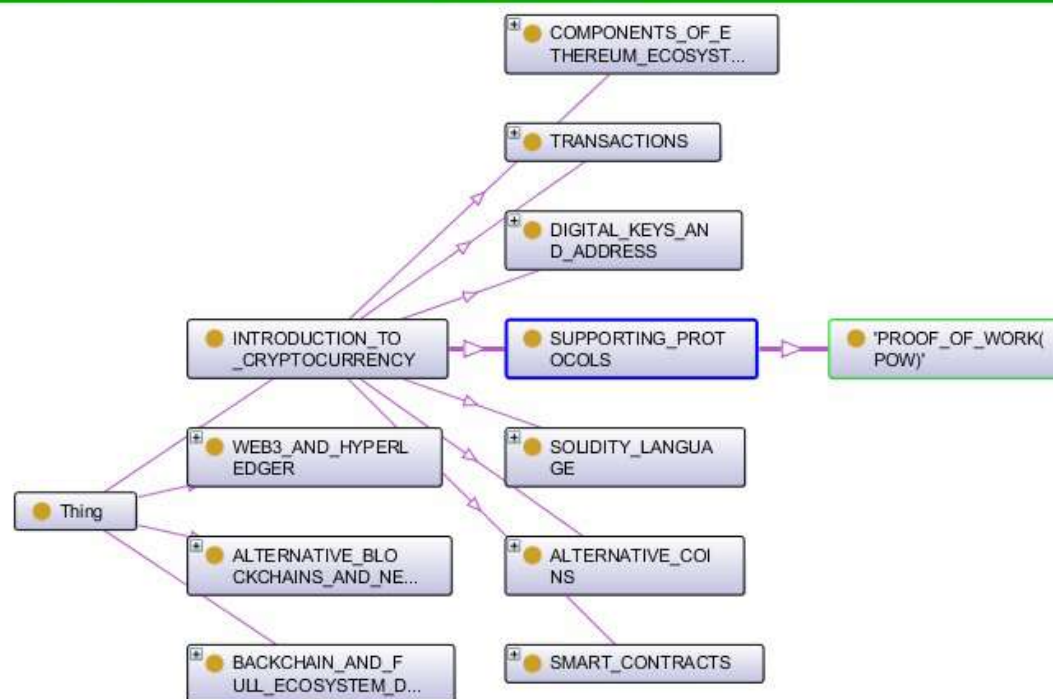 COMPONENTS_OF_E
THEREUM_ECOSYST...
TRANSACTIONS
DIGITAL_KEYS_AN
D_ADDRESS
INTRODUCTION_TO
_CRYPTOCURRENCY
SUPPORTING_PROT
OCOLS
'PROOF_OF_WORK(
POW)'
WEB3_AND_HYPERL
EDGER
SOLIDITY_LANGUA
GE
Thing
ALTERNATIVE_BLO
CKCHAINS_AND_NE...
ALTERNATIVE_COI
NS
BACKCHAIN_AND_F
ULL_ECOSYSTEM_D...
SMART_CONTRACTS